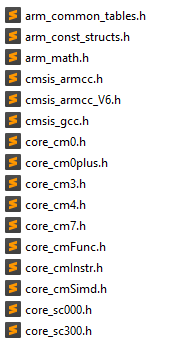 arm_common_tables.h
arm_const_structs.h
arm_math.h
cmsis_armcc.h
cmsis_armcc_V6.h
cmsis_gcc.h
core_cm0.h
core_cm0plus.h
core_cm3.h
core_cm4.h
core_cm7.h
core_cmFunc.h
core_cmInstr.h
core_cmSimd.h
core_sc000.h
core_sc300.h